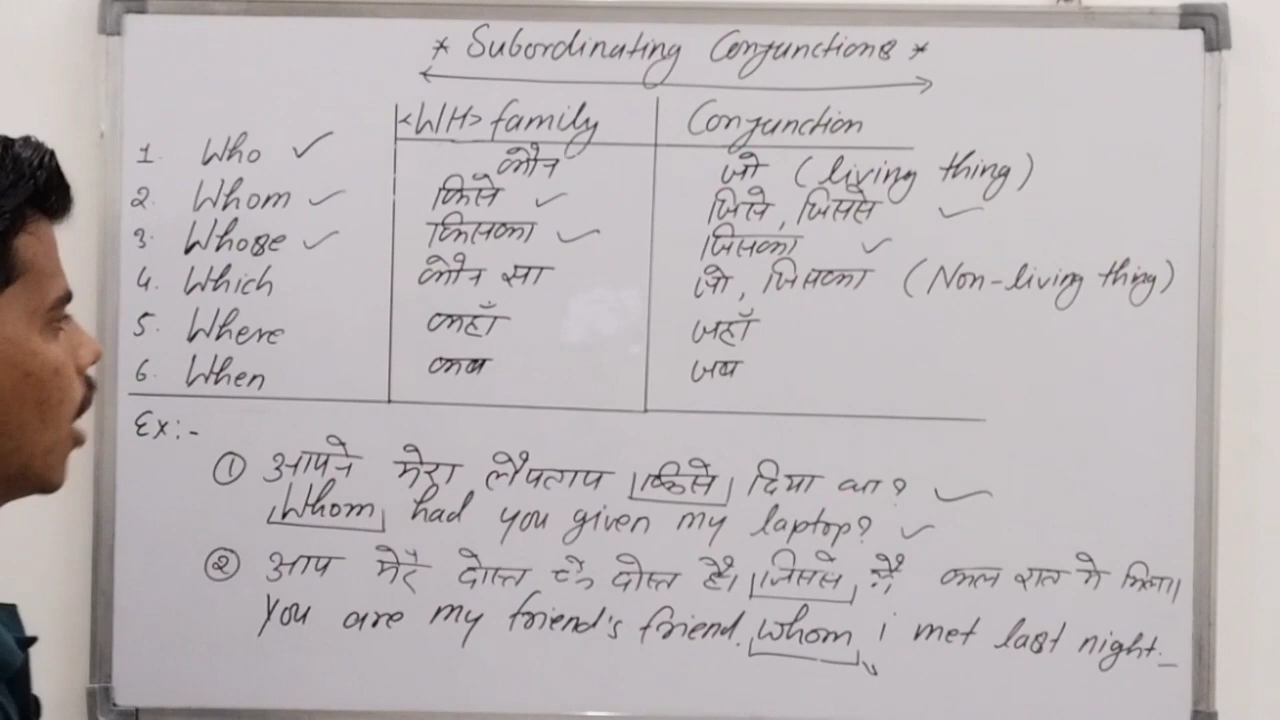 * Subordinating Conjunctions *
<WH> family Conjunction
1. Who ✓ कौन जो (living thing)
2. Whom ✓ किसे ✓ जिसे, जिससे ✓
3. Whose ✓ किसका ✓ जिसका ✓
4. Which कौन सा जो, जिसका (Non-living thing)
5. Where कहाँ जहाँ
6. When कब जब
Ex:-
① आपने मेरा लैपटाप किसे दिया था? ✓
Whom had you given my laptop? ✓
② आप मेरे दोस्त के दोस्त है। जिससे मैं कल रात मे मिला।
You are my friend's friend. whom i met last night.